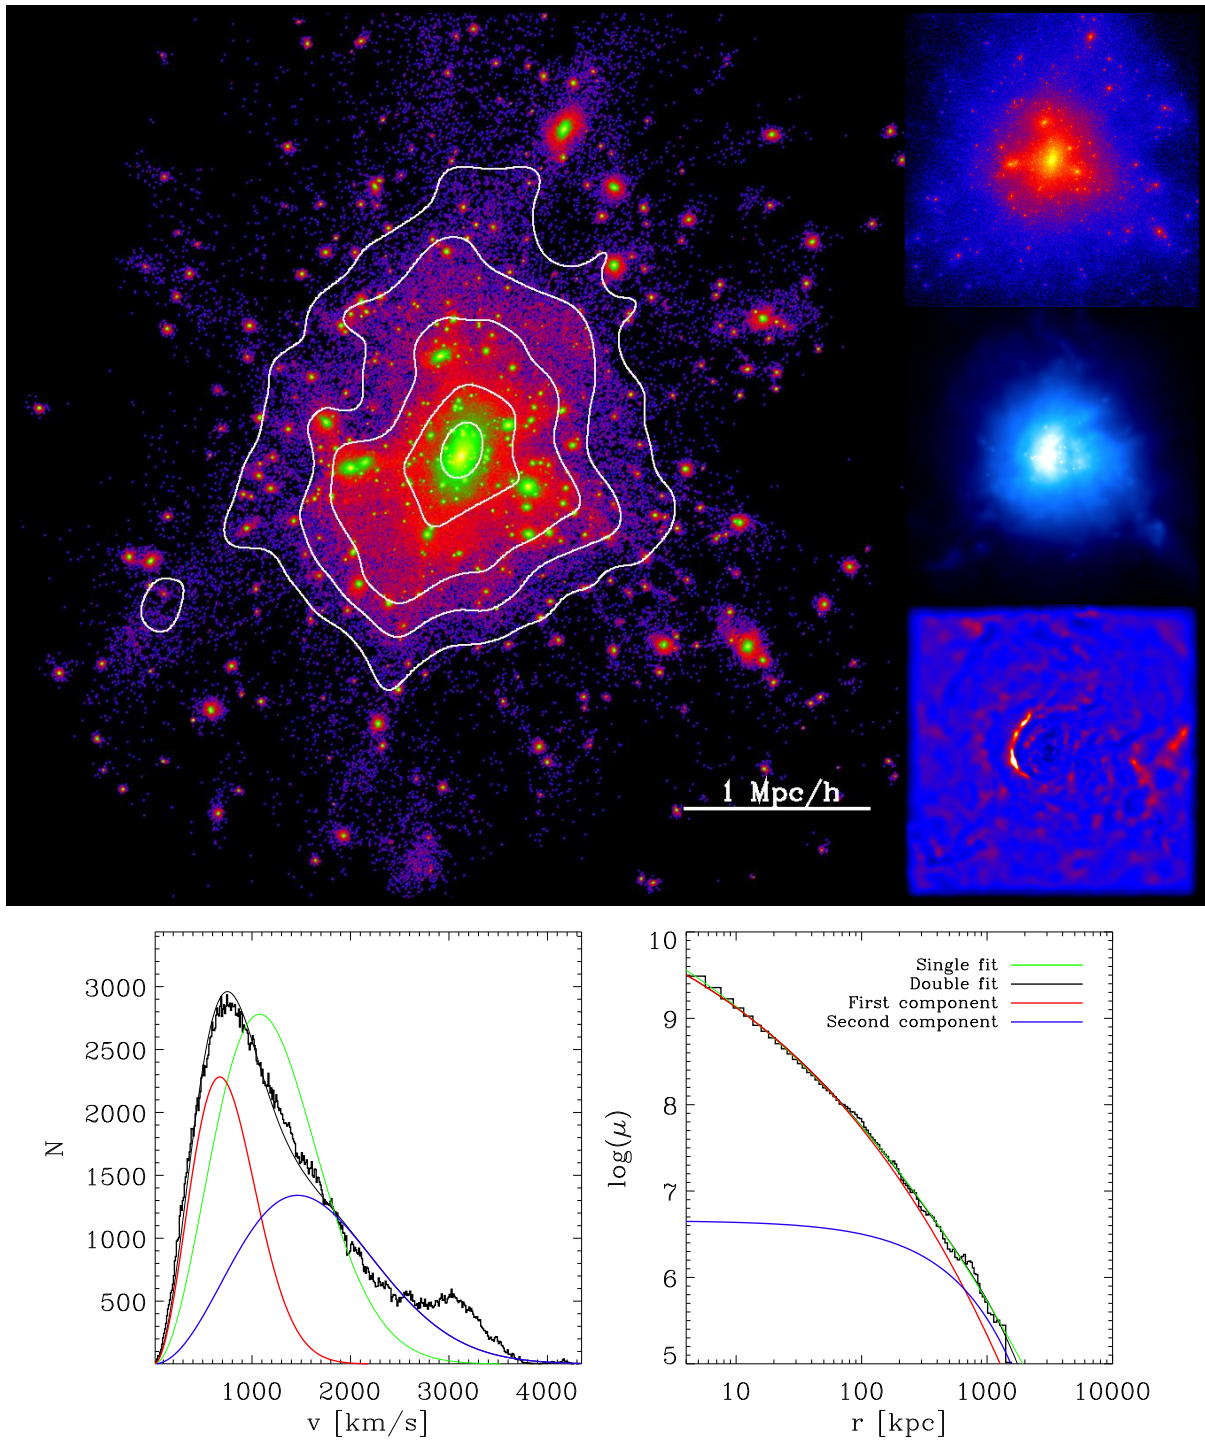 1 Mpc/h
3000
2500
2000
1500
1000
500
N
1000 2000 3000 4000
v [km/s]
10
9
8
7
6
5
log(μ)
Single fit
Double fit
First component
Second component
10 100 1000 10000
r [kpc]